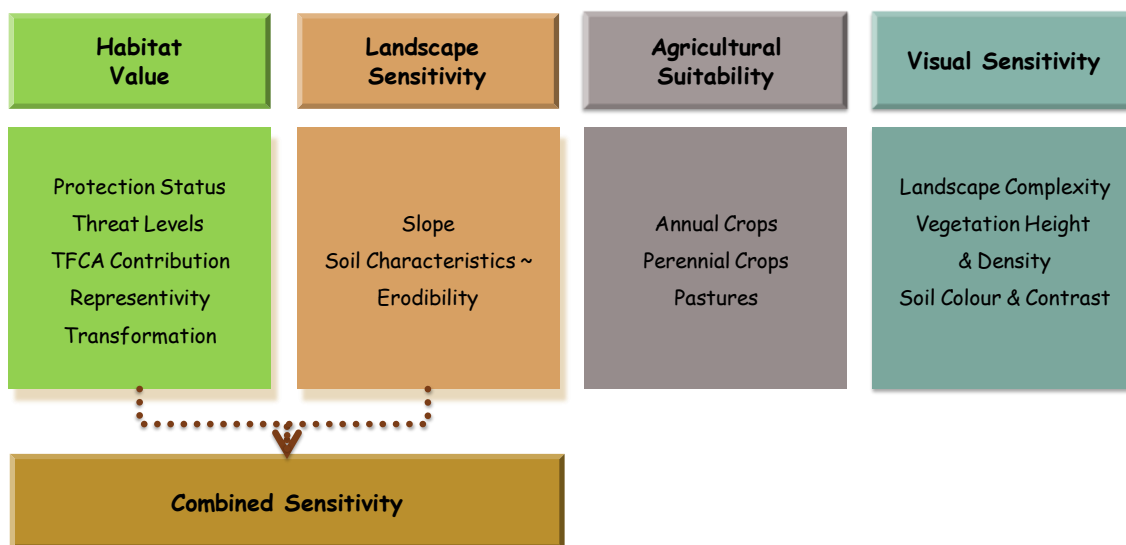 Habitat
Value
Landscape
Sensitivity
Agricultural
Suitability
Visual Sensitivity
Protection Status
Threat Levels
TFCA Contribution
Representivity
Transformation
Slope
Soil Characteristics ~
Erodibility
Annual Crops
Perennial Crops
Pastures
Landscape Complexity
Vegetation Height
& Density
Soil Colour & Contrast
Combined Sensitivity